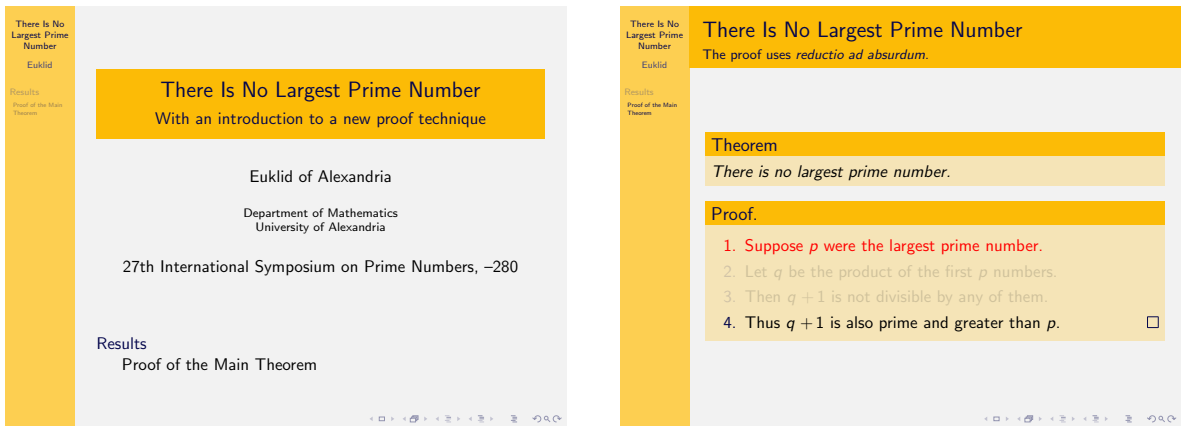 There Is No
Largest Prime
Number
Euklid
Results
Proof of the Main
Theorem
There Is No Largest Prime Number
With an introduction to a new proof technique
Euklid of Alexandria
Department of Mathematics
University of Alexandria
27th International Symposium on Prime Numbers, –280
Results
Proof of the Main Theorem
There Is No
Largest Prime
Number
Euklid
Results
Proof of the Main
Theorem
There Is No Largest Prime Number
The proof uses reductio ad absurdum.
Theorem
There is no largest prime number.
Proof.
1. Suppose p were the largest prime number.
2. Let q be the product of the first p numbers.
3. Then q + 1 is not divisible by any of them.
4. Thus q + 1 is also prime and greater than p. □